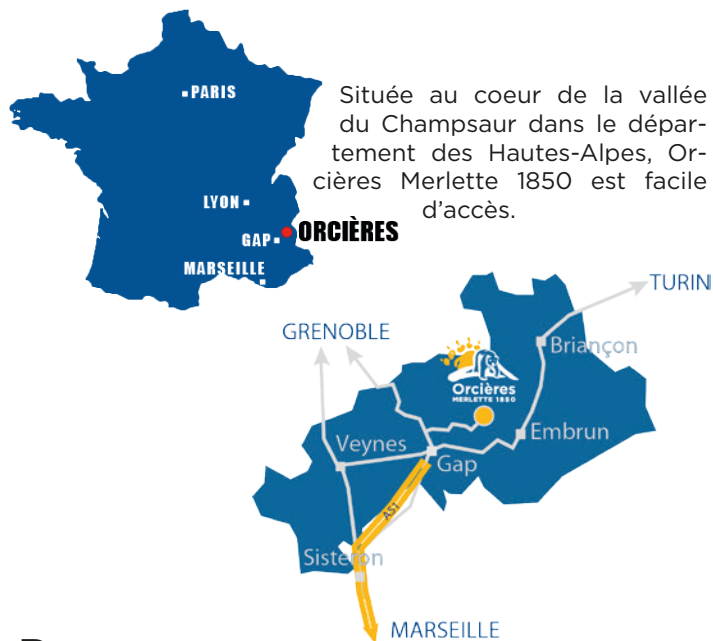 PARIS
Située au coeur de la vallée
du Champsaur dans le dépar-
tement des Hautes-Alpes, Or-
cières Merlette 1850 est facile
d'accès.
LYON
ORCIÈRES
GAP
MARSEILLE
TURIN
GRENOBLE
Briançon
Orcières
MERLETTE 1850
Embrun
Veynes
Gap
A51
Sisteron
MARSEILLE